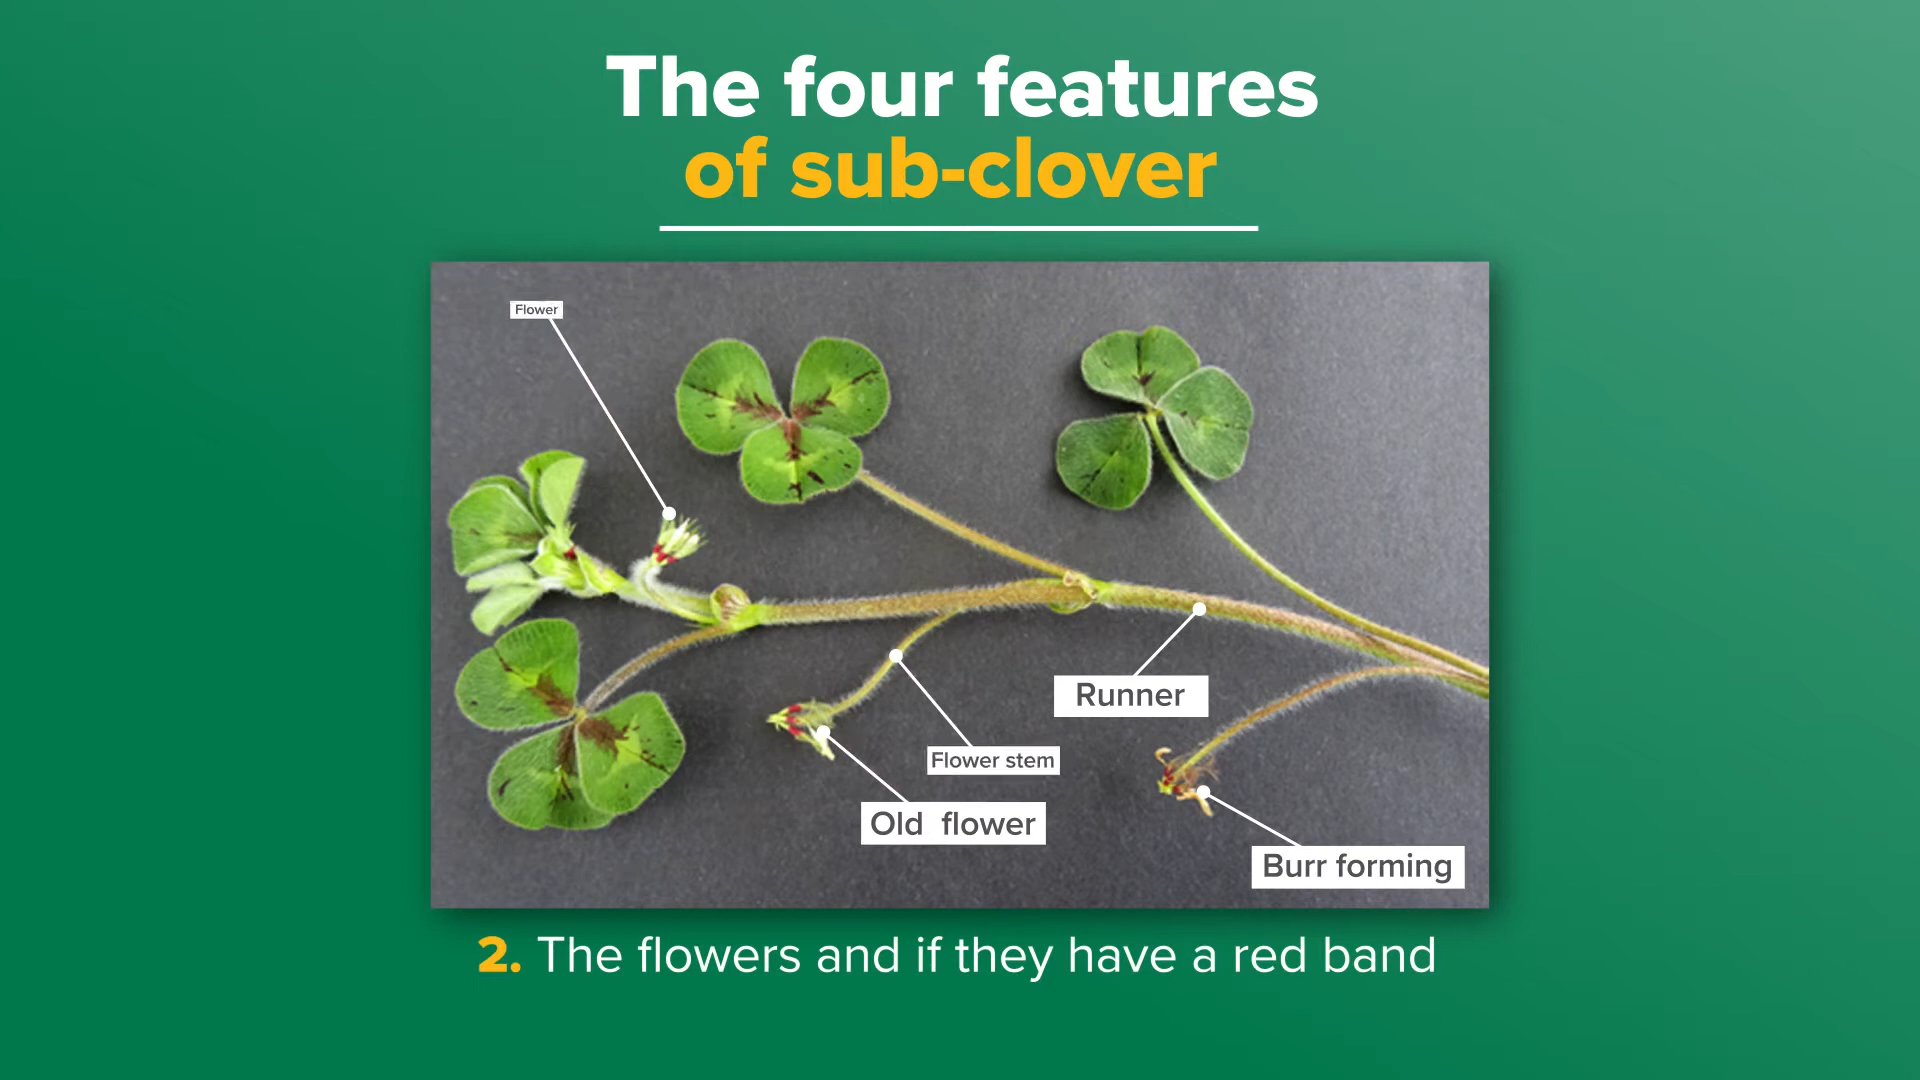 The four features
of sub-clover
Flower
Runner
Flower stem
Old flower
Burr forming
2. The flowers and if they have a red band